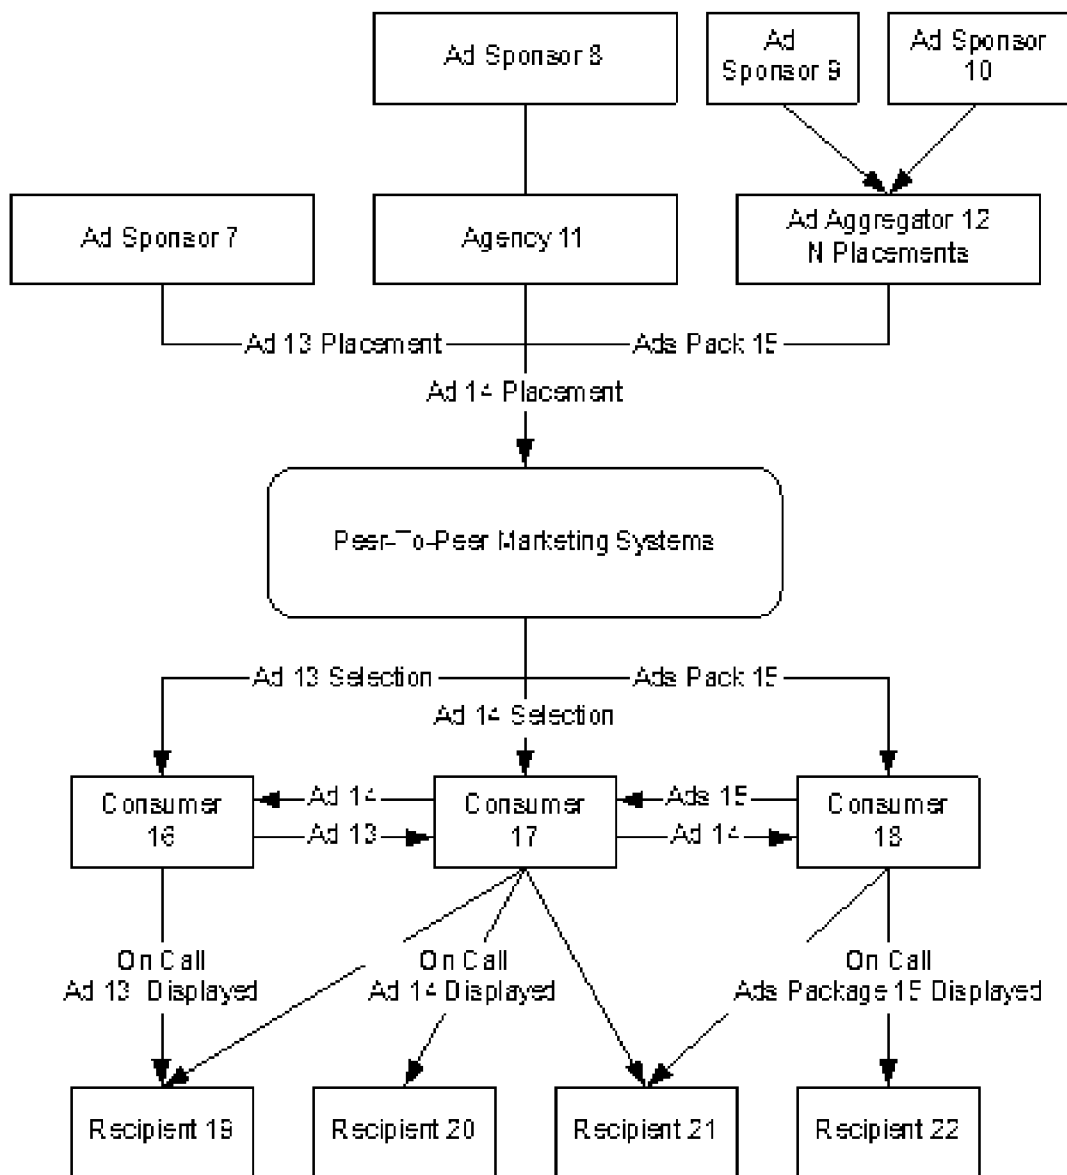 Ad Sponsor 8
Ad
Sponsor 9
Ad Sponsor
10
Ad Sponsor 7
Agency 11
Ad Aggregator 12
N Placements
Ad 13 Placement
Ads Pack 15
Ad 14 Placement
Peer-To-Peer Marketing Systems
Ad 13 Selection
Ads Pack 15
Ad 14 Selection
Consumer
16
Ad 14
Ad 13
Consumer
17
Ads 15
Ad 14
Consumer
18
On Call
Ad 13 Displayed
On Call
Ad 14 Displayed
On Call
Ads Package 15 Displayed
Recipient 19
Recipient 20
Recipient 21
Recipient 22